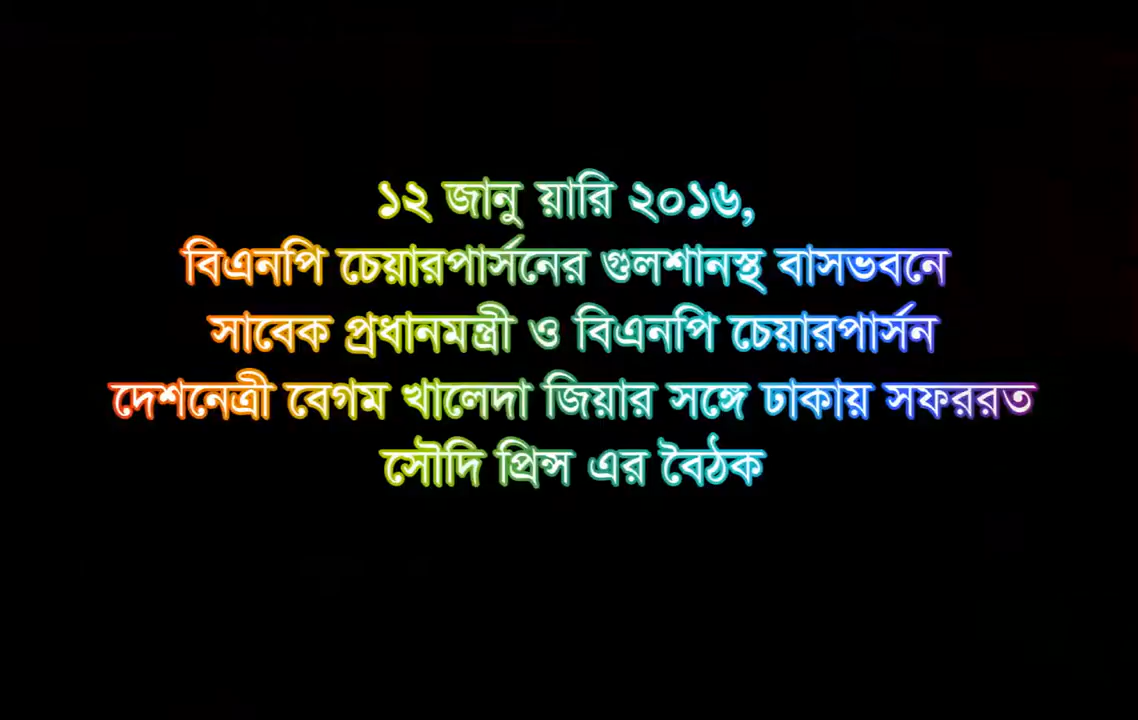 ১২ জানু য়ারি ২০১৬,
বিএনপি চেয়ারপার্সনের গুলশানস্থ বাসভবনে
সাবেক প্রধানমন্ত্রী ও বিএনপি চেয়ারপার্সন
দেশনেত্রী বেগম খালেদা জিয়ার সঙ্গে ঢাকায় সফররত
সৌদি প্রিন্স এর বৈঠক